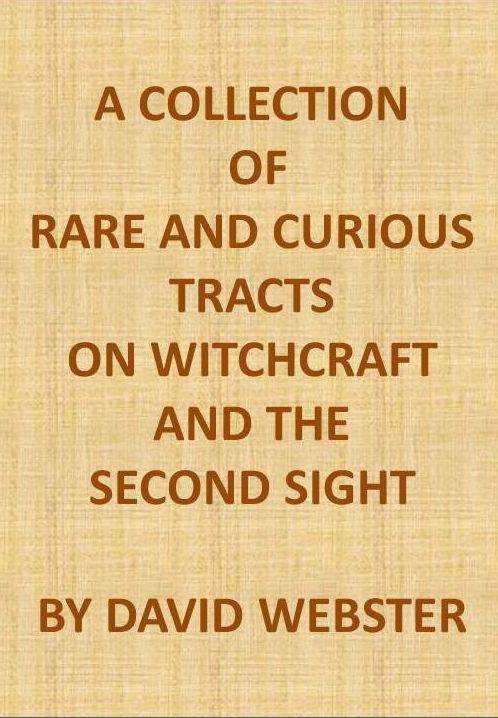 A COLLECTION
OF
RARE AND CURIOUS
TRACTS
ON WITCHCRAFT
AND THE
SECOND SIGHT
BY DAVID WEBSTER